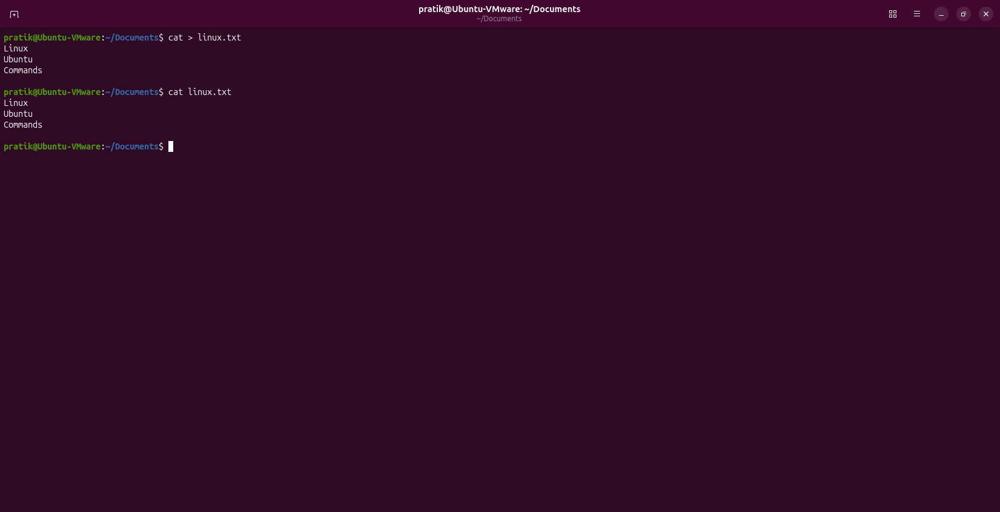 pratik@Ubuntu-VMware: ~/Documents
~/Documents
pratik@Ubuntu-VMware:~/Documents$ cat > linux.txt
Linux
Ubuntu
Commands
pratik@Ubuntu-VMware:~/Documents$ cat linux.txt
Linux
Ubuntu
Commands
pratik@Ubuntu-VMware:~/Documents$